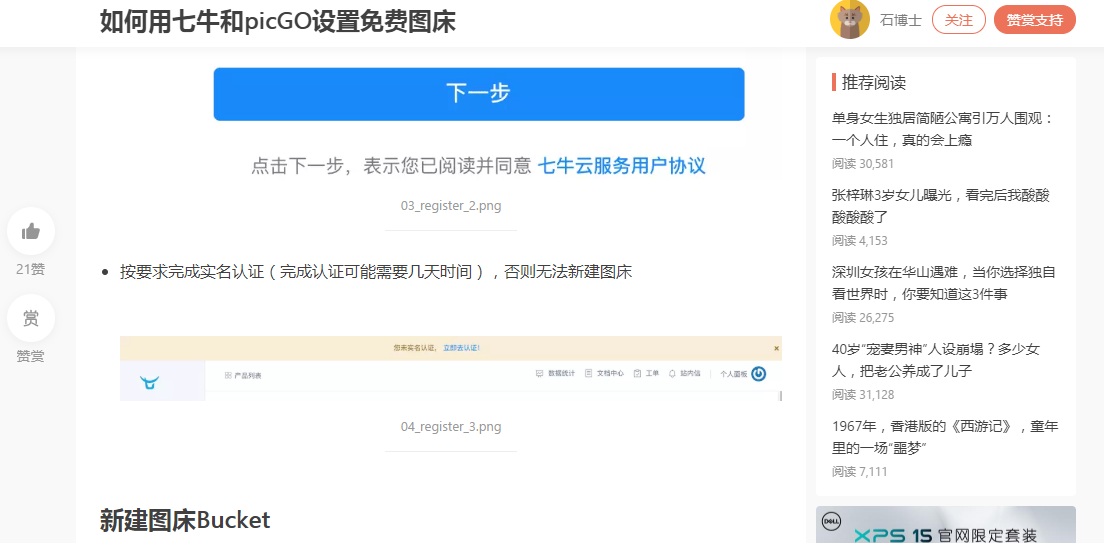 如何用七牛和picGO设置免费图床
石博士
关注
赞赏支持
下一步
点击下一步，表示您已阅读并同意 七牛云服务用户协议
03_register_2.png
21赞
赏
赞赏
按要求完成实名认证（完成认证可能需要几天时间），否则无法新建图床
您未实名认证， 立即去认证!
产品列表
数据统计 文档中心 工单 站内信 个人面板
04_register_3.png
新建图床Bucket
推荐阅读
单身女生独居简陋公寓引万人围观：
一个人住，真的会上瘾
阅读 30,581
张梓琳3岁女儿曝光，看完后我酸酸
酸酸酸了
阅读 4,153
深圳女孩在华山遇难，当你选择独自
看世界时，你要知道这3件事
阅读 26,275
40岁“宠妻男神”人设崩塌？多少女
人，把老公养成了儿子
阅读 31,128
1967年，香港版的《西游记》，童年
里的一场“噩梦”
阅读 7,111
DELL
XPS 15 官网限定套装